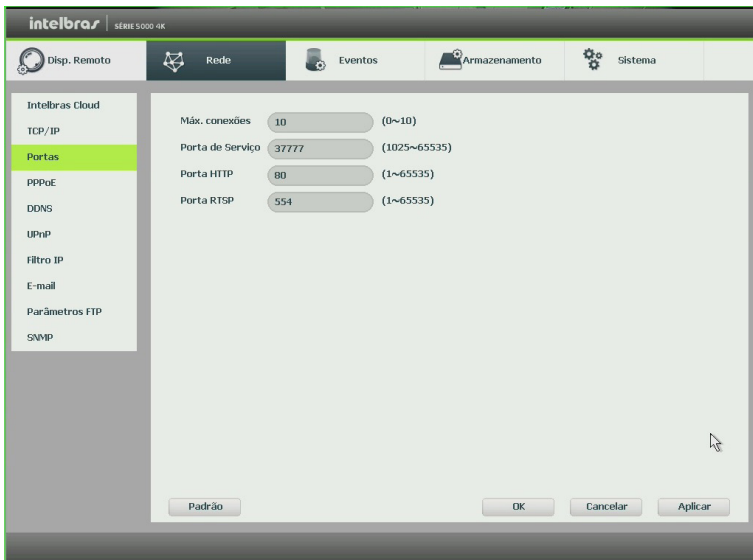 intelbras | SÉRIE 5000 4K
Disp. Remoto Rede Eventos Armazenamento Sistema
Intelbras Cloud
TCP/IP
Portas
PPPoE
DDNS
UPnP
Filtro IP
E-mail
Parâmetros FTP
SNMP
Máx. conexões 10 (0~10)
Porta de Serviço 37777 (1025~65535)
Porta HTTP 80 (1~65535)
Porta RTSP 554 (1~65535)
Padrão OK Cancelar Aplicar